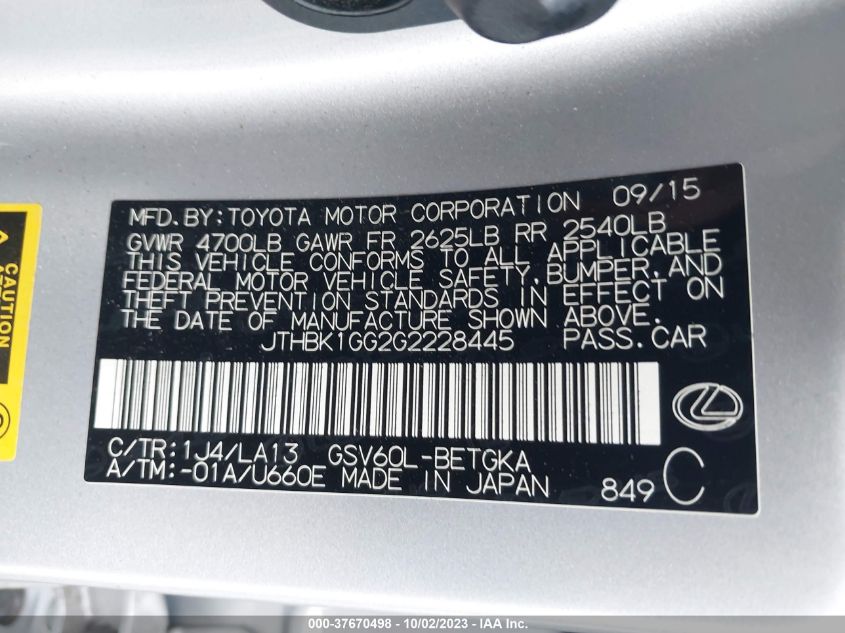 MFD. BY: TOYOTA MOTOR CORPORATION 09/15
GVWR 4700LB GAWR FR 2625LB RR 2540LB
THIS VEHICLE CONFORMS TO ALL APPLICABLE
FEDERAL MOTOR VEHICLE SAFETY, BUMPER, AND
THEFT PREVENTION STANDARDS IN EFFECT ON
THE DATE OF MANUFACTURE SHOWN ABOVE.
JTHBK1GG2G2228445 PASS. CAR
C/TR: 1J4/LA13 GSV60L-BETGKA
A/TM: -01A/U660E MADE IN JAPAN 849 C
CAUTION
000-37670498 - 10/02/2023 - IAA Inc.